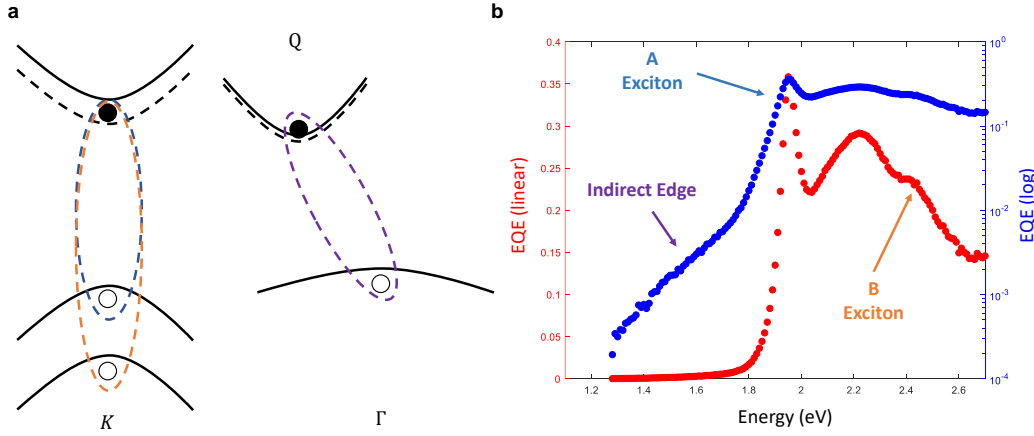 a
Q
K
Γ
b
A
Exciton
Indirect Edge
B
Exciton
EQE (linear)
0.4
0.35
0.3
0.25
0.2
0.15
0.1
0.05
0
EQE (log)
10^0
10^-1
10^-2
10^-3
10^-4
1.2 1.4 1.6 1.8 2 2.2 2.4 2.6
Energy (eV)